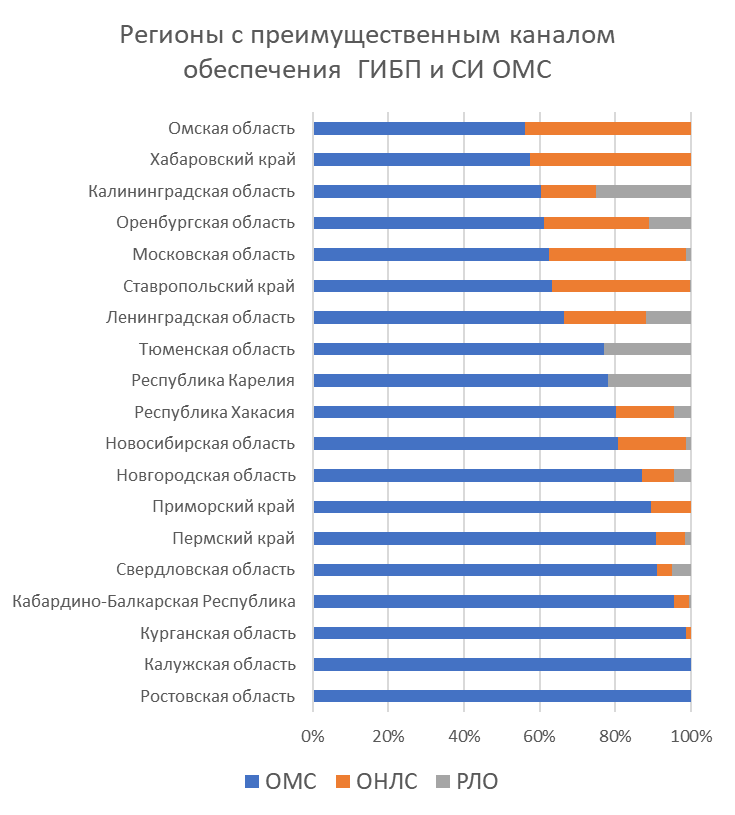 Регионы с преимущественным каналом
обеспечения ГИБП и СИ ОМС
Омская область
Хабаровский край
Калининградская область
Оренбургская область
Московская область
Ставропольский край
Ленинградская область
Тюменская область
Республика Карелия
Республика Хакасия
Новосибирская область
Новгородская область
Приморский край
Пермский край
Свердловская область
Кабардино-Балкарская Республика
Курганская область
Калужская область
Ростовская область
0% 20% 40% 60% 80% 100%
ОМС ОНЛС РЛО